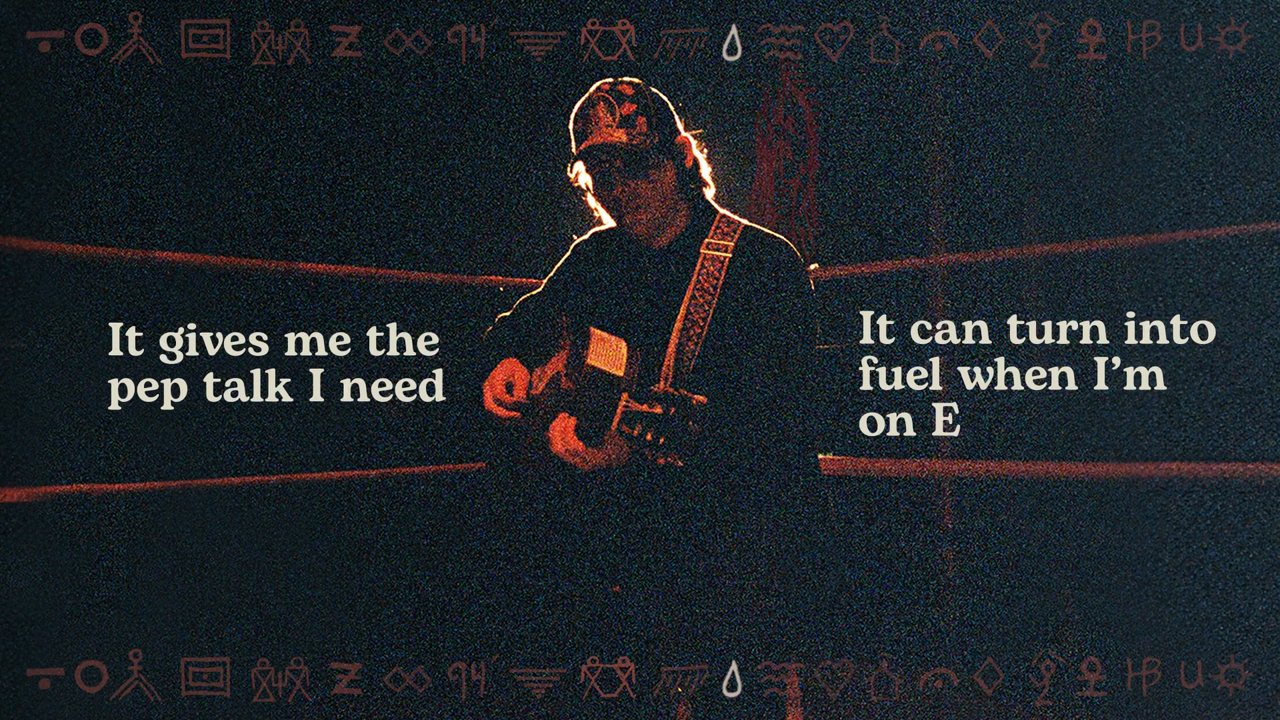 It gives me the
pep talk I need
It can turn into
fuel when I’m
on E